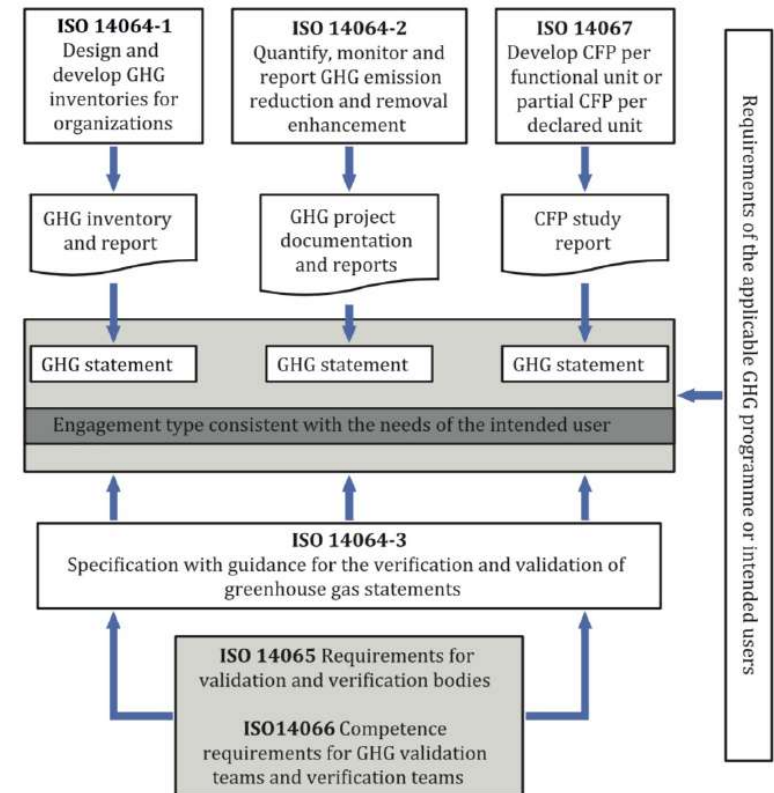 ISO 14064-1
Design and
develop GHG
inventories for
organizations
ISO 14064-2
Quantify, monitor and
report GHG emission
reduction and removal
enhancement
ISO 14067
Develop CFP per
functional unit or
partial CFP per
declared unit
GHG inventory
and report
GHG project
documentation
and reports
CFP study
report
GHG statement
GHG statement
GHG statement
Engagement type consistent with the needs of the intended user
ISO 14064-3
Specification with guidance for the verification and validation of
greenhouse gas statements
ISO 14065 Requirements for
validation and verification bodies
ISO14066 Competence
requirements for GHG validation
teams and verification teams
Requirements of the applicable GHG programme or intended users